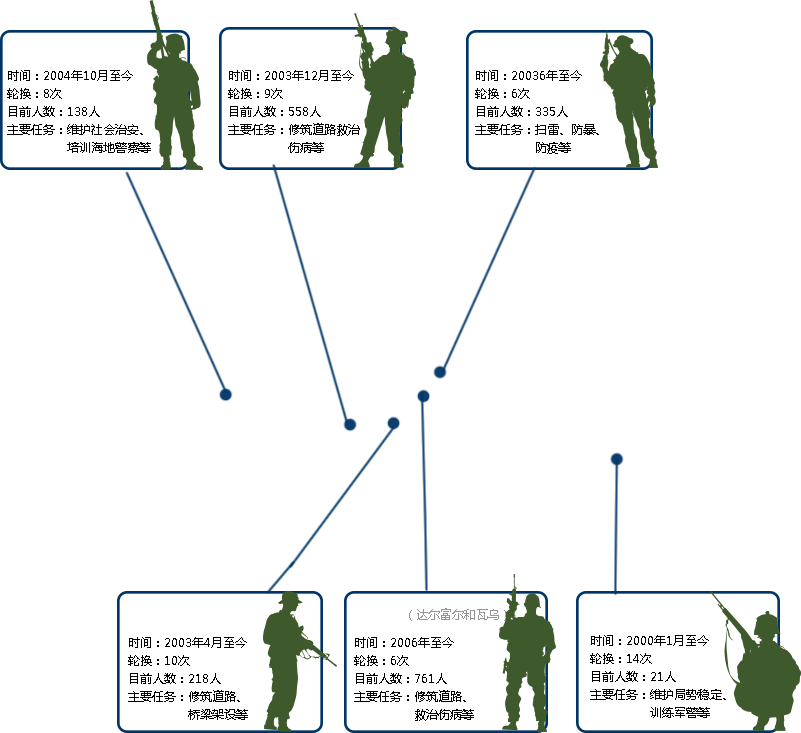 时间：2004年10月至今
轮换：8次
目前人数：138人
主要任务：维护社会治安、
培训海地警察等
时间：2003年12月至今
轮换：9次
目前人数：558人
主要任务：修筑道路救治
伤病等
时间：20036年至今
轮换：6次
目前人数：335人
主要任务：扫雷、防暴、
防疫等
时间：2003年4月至今
轮换：10次
目前人数：218人
主要任务：修筑道路、
桥梁架设等
（达尔富尔和瓦乌
时间：2006年至今
轮换：6次
目前人数：761人
主要任务：修筑道路、
救治伤病等
时间：2000年1月至今
轮换：14次
目前人数：21人
主要任务：维护局势稳定、
训练军警等